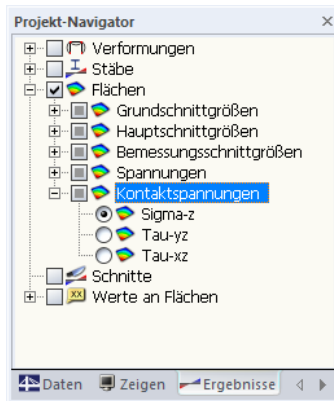 Projekt-Navigator
Verformungen
Stäbe
Flächen
Grundschnittgrößen
Hauptschnittgrößen
Bemessungsschnittgrößen
Spannungen
Kontaktspannungen
Sigma-z
Tau-yz
Tau-xz
Schnitte
xx Werte an Flächen
Daten Zeigen Ergebnisse